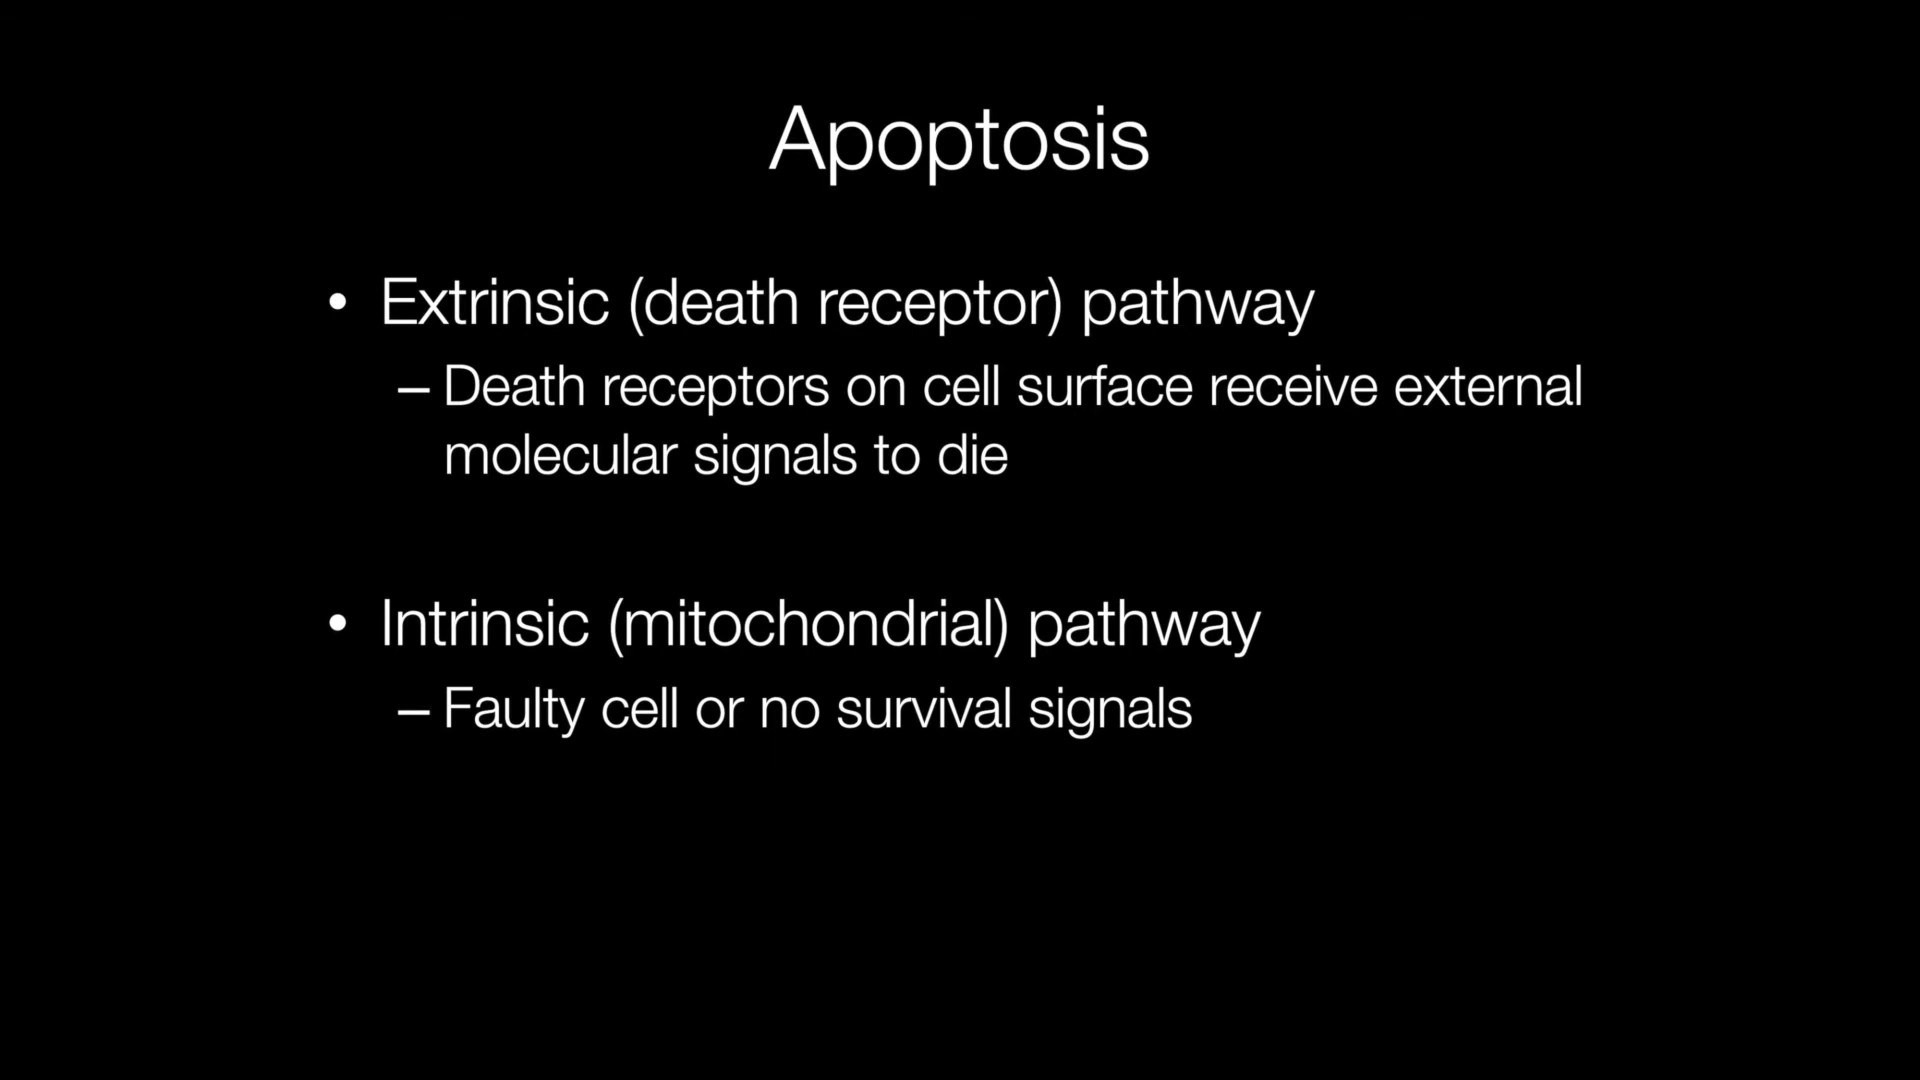 Apoptosis
• Extrinsic (death receptor) pathway
– Death receptors on cell surface receive external
molecular signals to die
• Intrinsic (mitochondrial) pathway
– Faulty cell or no survival signals